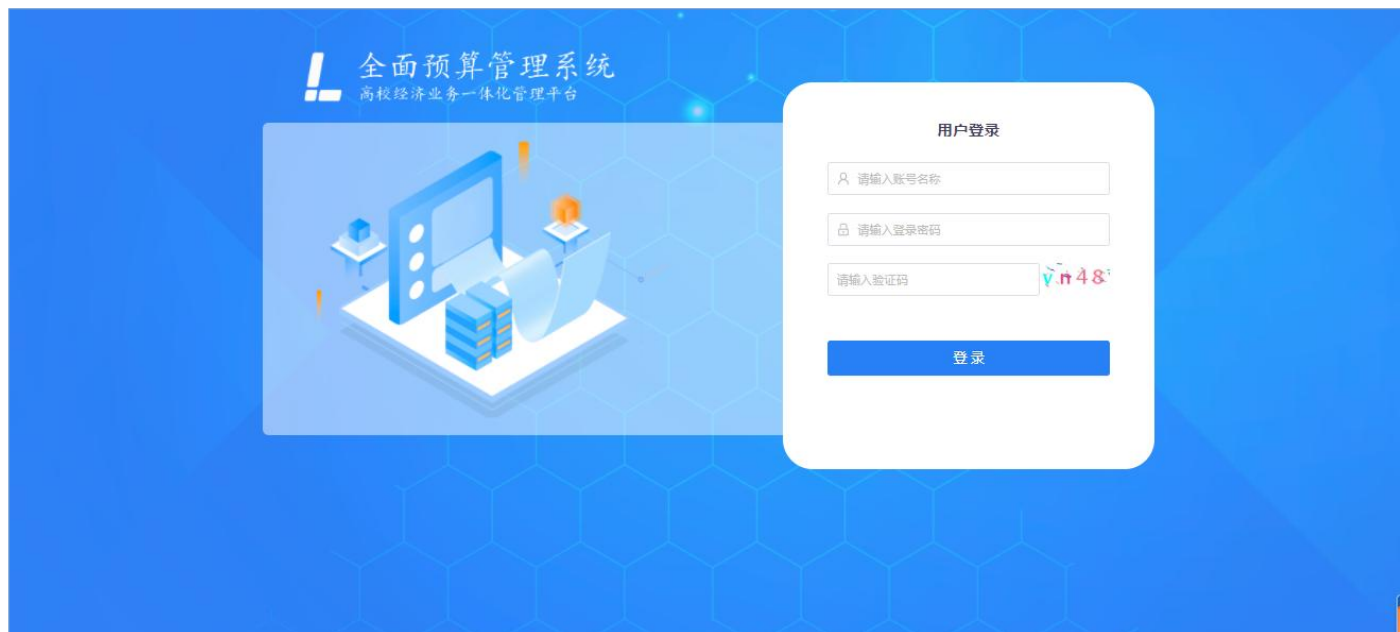 全面预算管理系统
高校经济业务一体化管理平台
用户登录
请输入账号名称
请输入登录密码
请输入验证码
登录